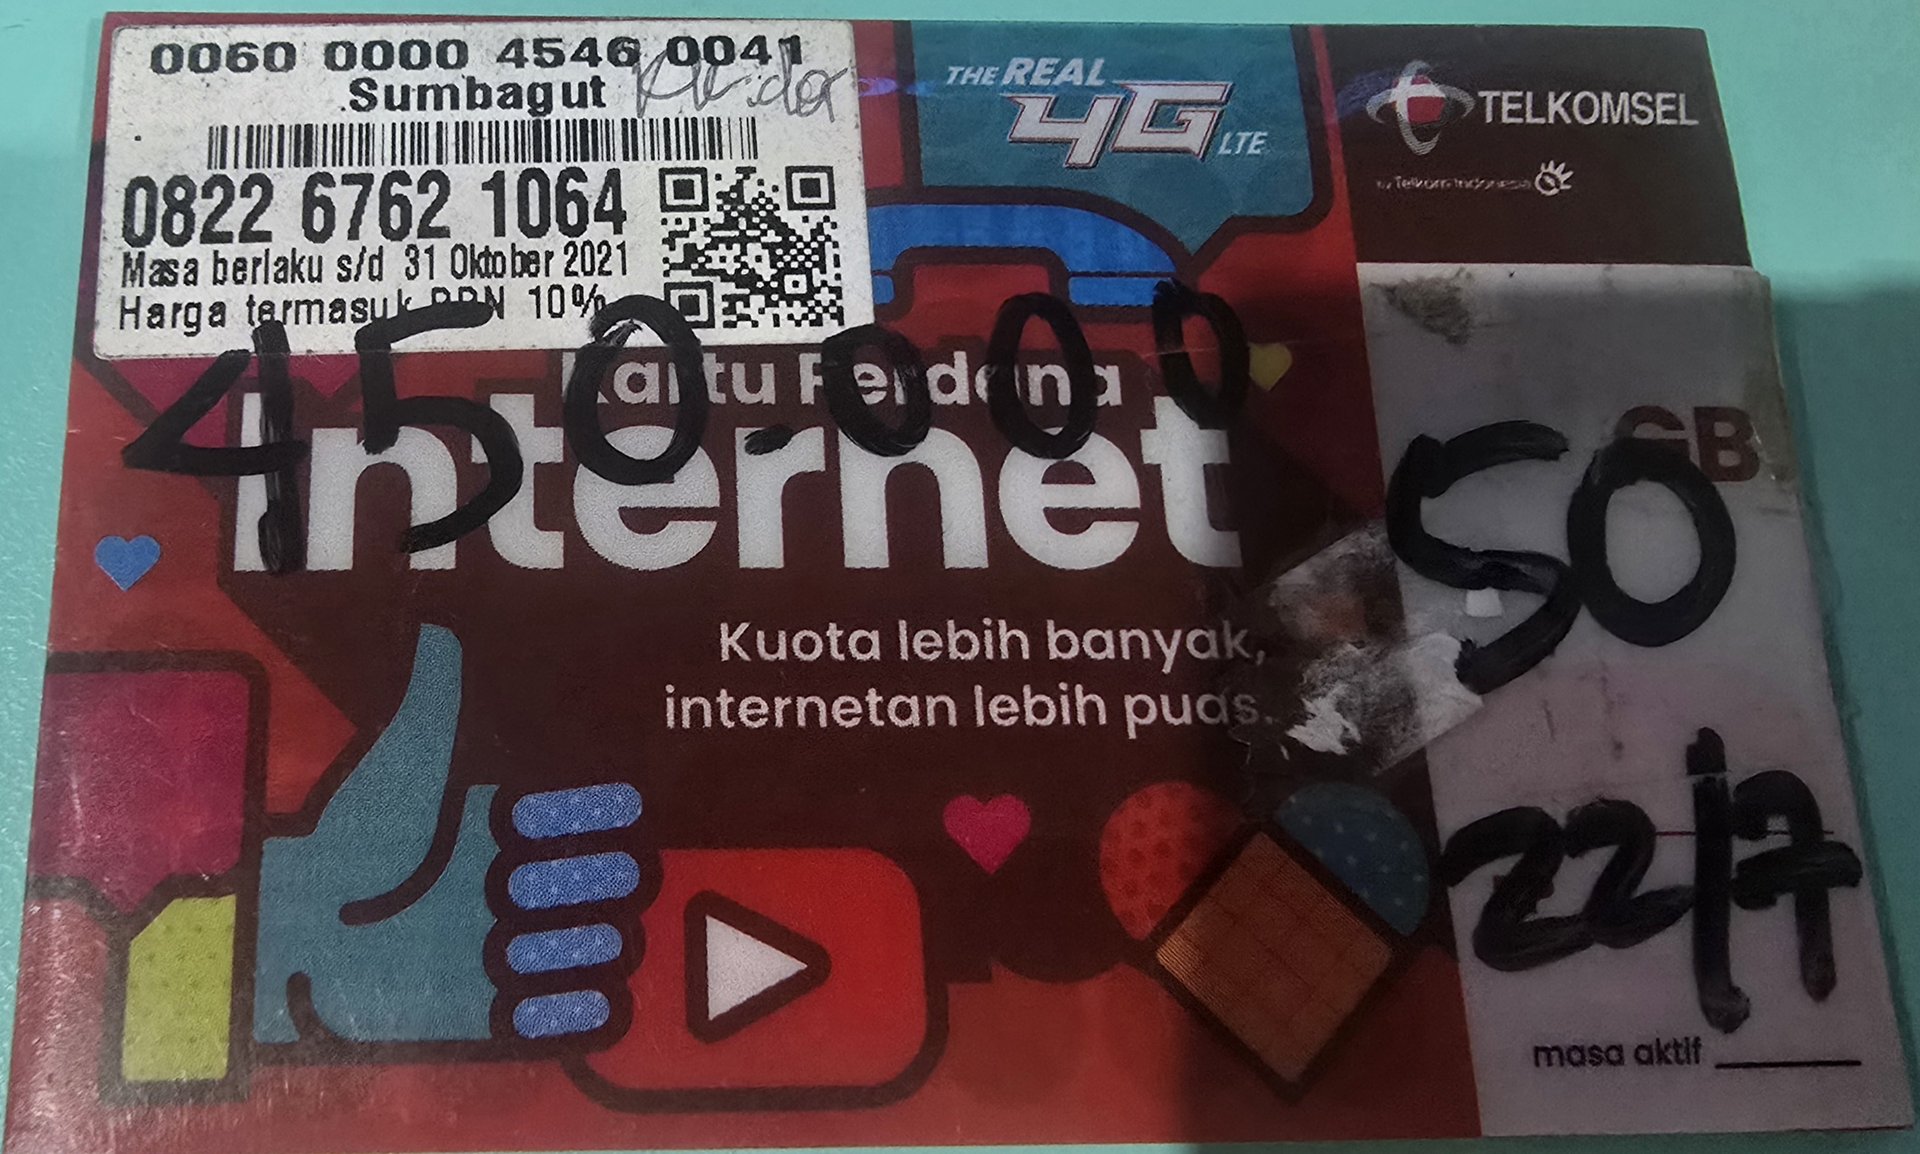 0060 0000 4546 0041
Sumbagut
0822 6762 1064
Masa berlaku s/d 31 Oktober 2021
Harga termasuk PPN 10%
THE REAL
4G LTE
TELKOMSEL
by Telkom Indonesia
450.000
Kartu Perdana
Internet
Kuota lebih banyak,
internetan lebih puas.
GB
50
22/7
masa aktif